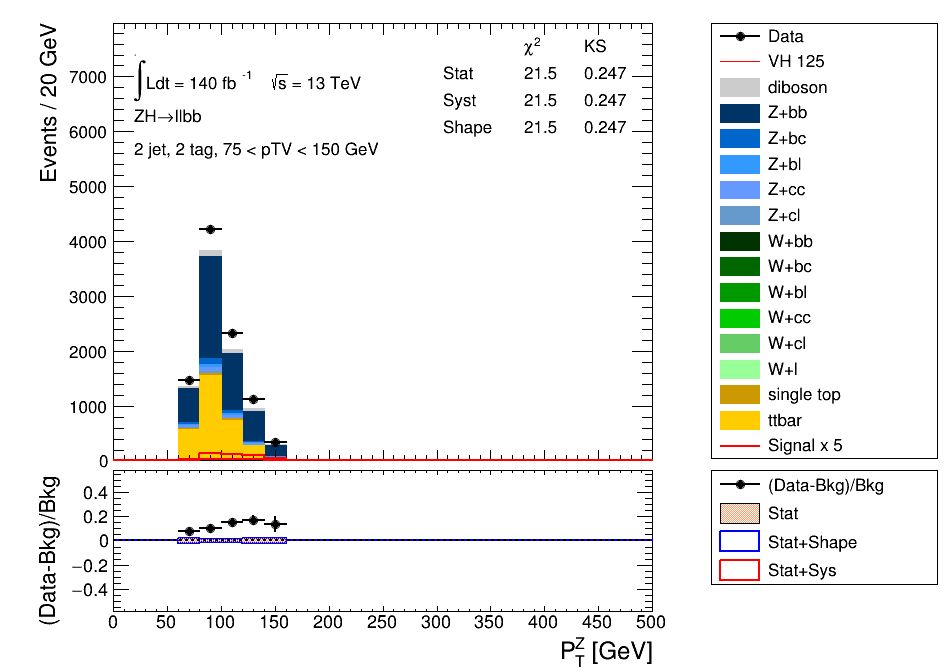 Events / 20 GeV
7000
6000
5000
4000
3000
2000
1000
0
∫Ldt = 140 fb⁻¹ √s = 13 TeV
ZH→llbb
2 jet, 2 tag, 75 < pTV < 150 GeV
χ² KS
Stat 21.5 0.247
Syst 21.5 0.247
Shape 21.5 0.247
Data
VH 125
diboson
Z+bb
Z+bc
Z+bl
Z+cc
Z+cl
W+bb
W+bc
W+bl
W+cc
W+cl
W+l
single top
ttbar
Signal x 5
(Data-Bkg)/Bkg
0.4
0.2
0
−0.2
−0.4
0 50 100 150 200 250 300 350 400 450 500
P_T^Z [GeV]
(Data-Bkg)/Bkg
Stat
Stat+Shape
Stat+Sys